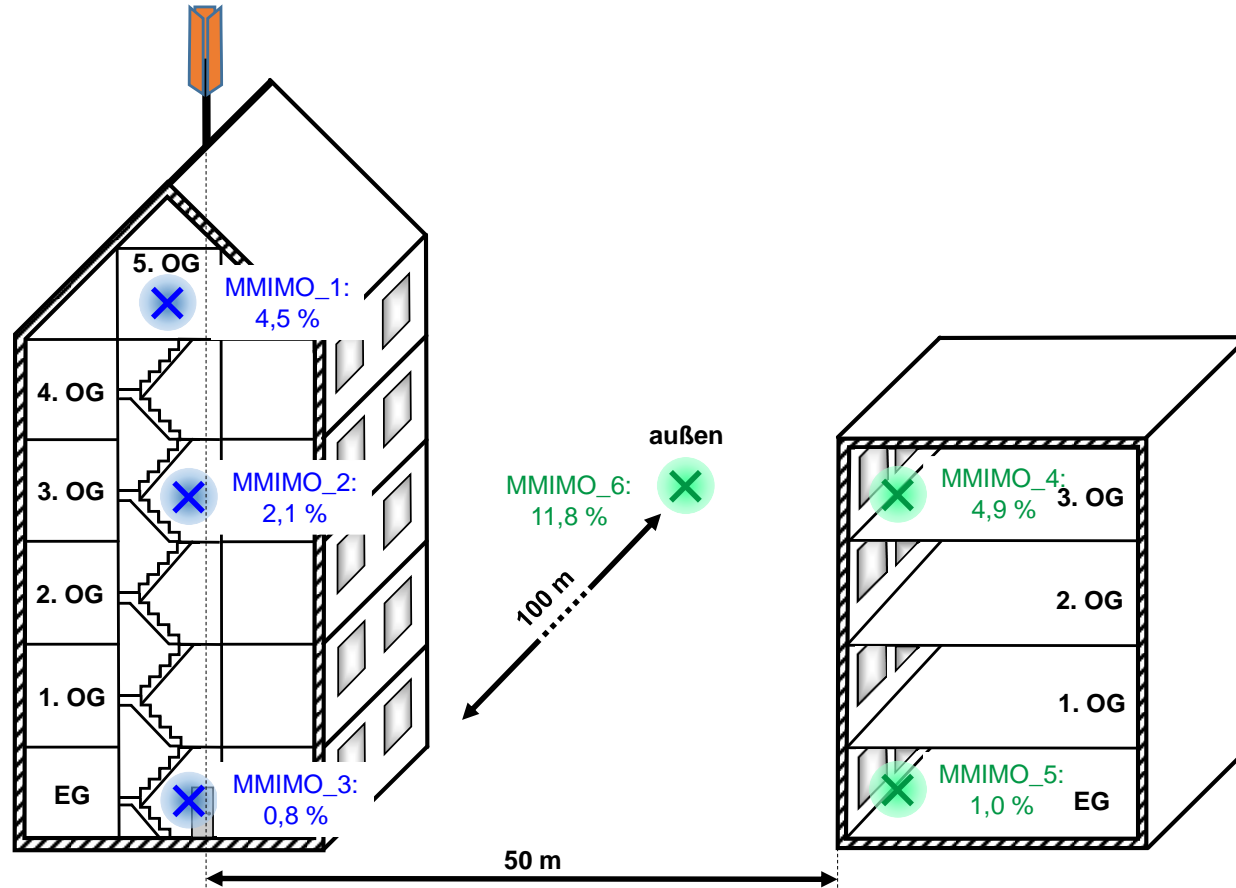 5. OG
MMIMO_1:
4,5 %
4. OG
3. OG
MMIMO_2:
2,1 %
2. OG
1. OG
EG
MMIMO_3:
0,8 %
außen
MMIMO_6:
11,8 %
100 m
50 m
MMIMO_4:
4,9 %
3. OG
2. OG
1. OG
MMIMO_5:
1,0 %
EG